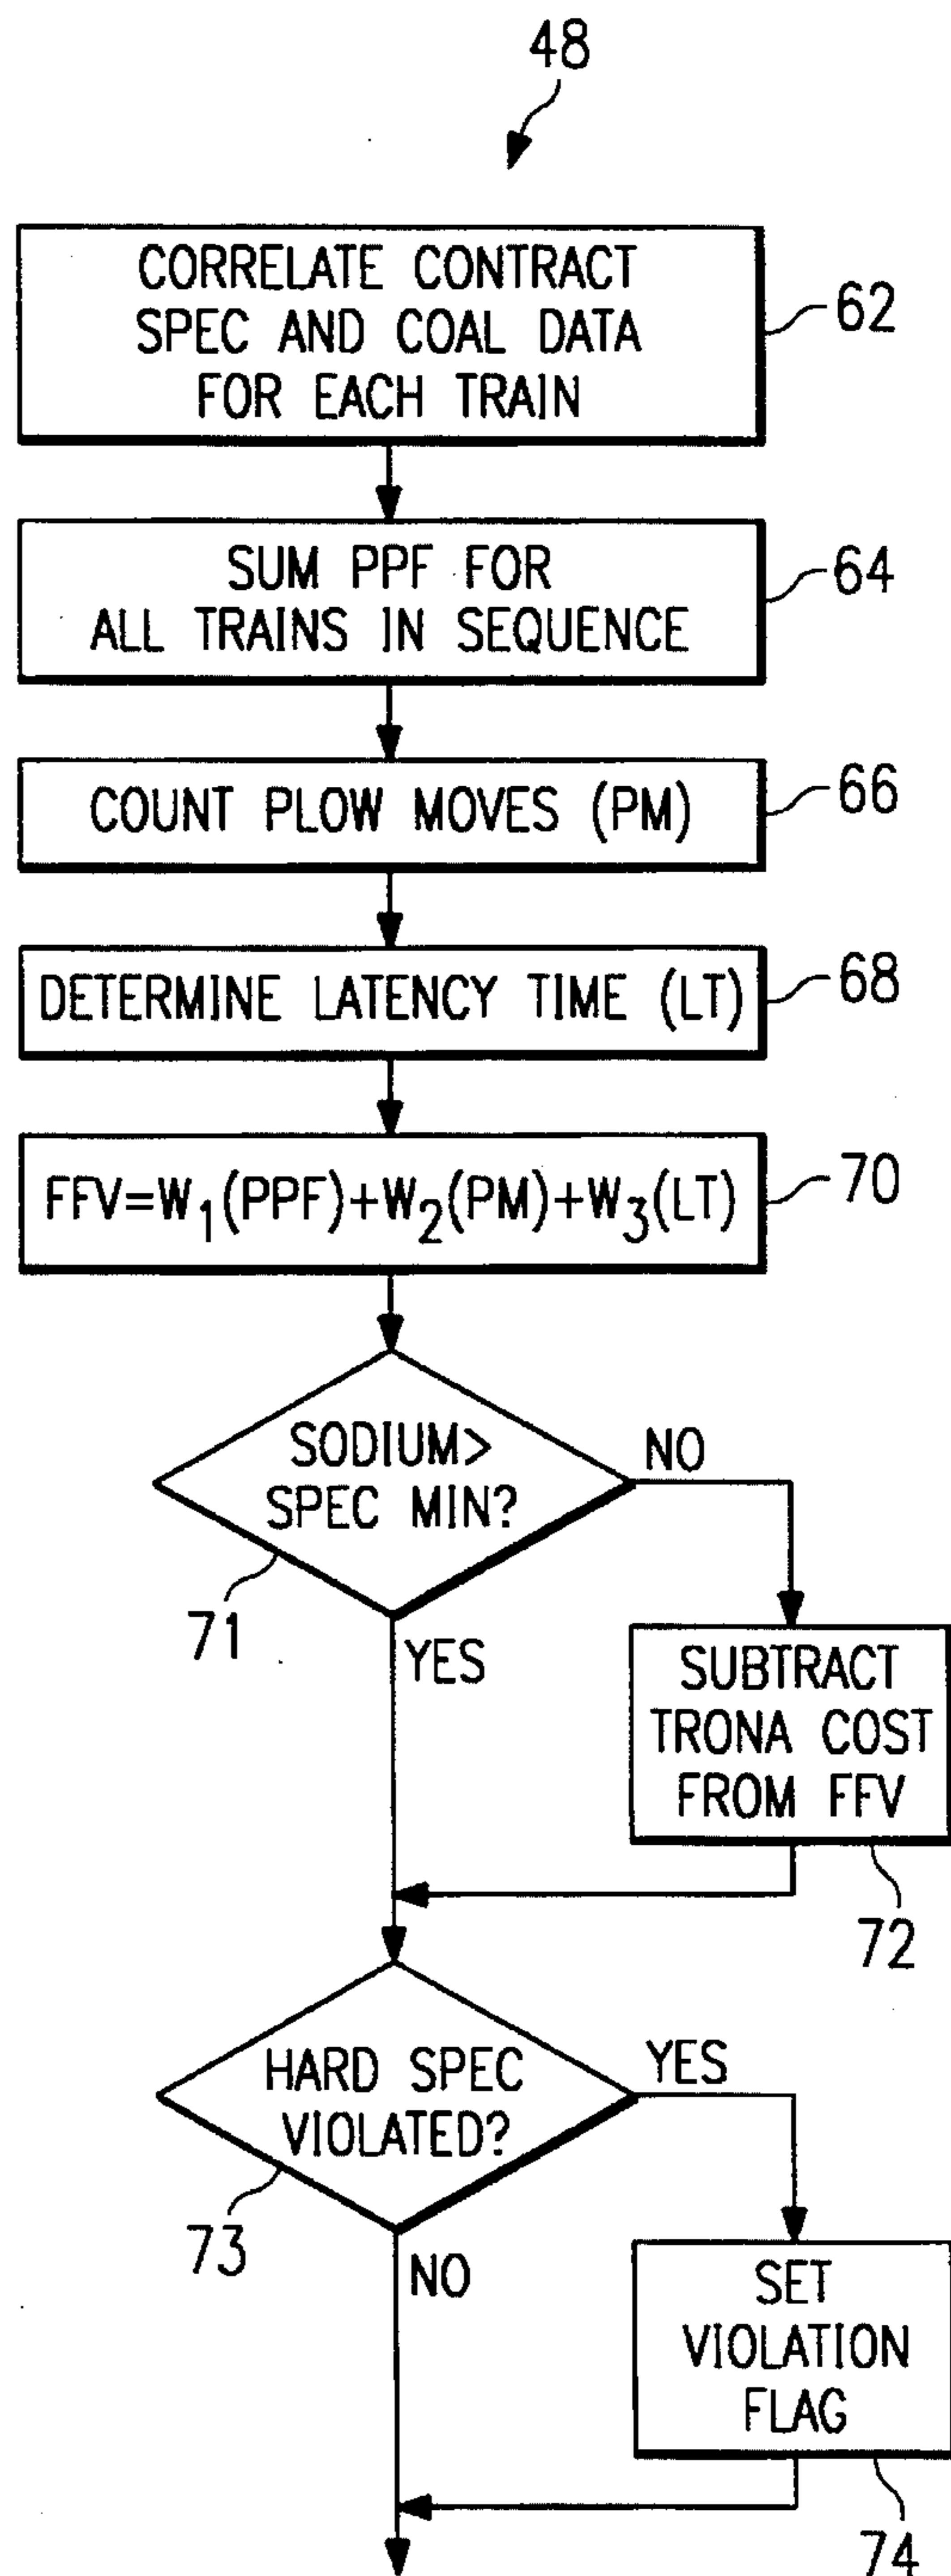 48
CORRELATE CONTRACT
SPEC AND COAL DATA
FOR EACH TRAIN
62
SUM PPF FOR
ALL TRAINS IN SEQUENCE
64
COUNT PLOW MOVES (PM)
66
DETERMINE LATENCY TIME (LT)
68
FFV=W1(PPF)+W2(PM)+W3(LT)
70
SODIUM>
SPEC MIN?
NO
71
YES
SUBTRACT
TRONA COST
FROM FFV
72
HARD SPEC
VIOLATED?
YES
73
NO
SET
VIOLATION
FLAG
74